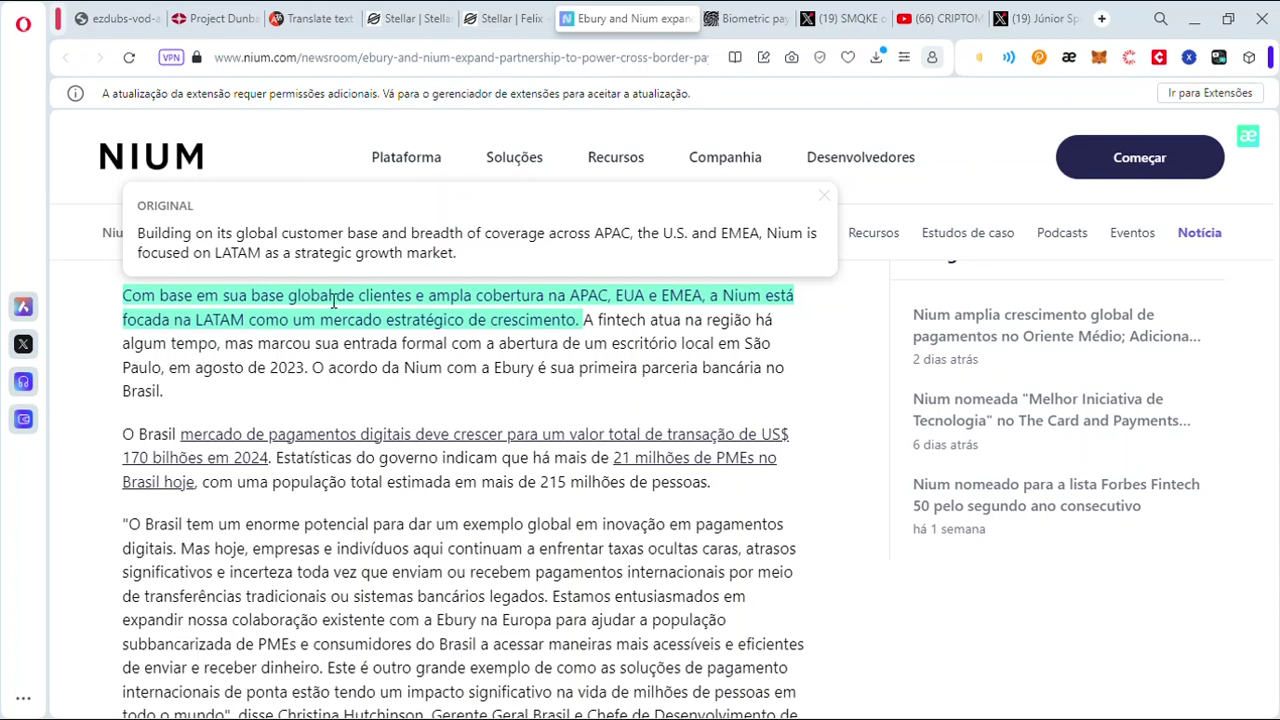 ezdubs-vod-a
Project Dunba
Translate text
Stellar | Stella
Stellar | Felix -
Ebury and Nium expan
Biometric pay
(19) SMQKE o
(66) CRIPTOM
(19) Júnior Sp
VPN
www.nium.com/newsroom/ebury-and-nium-expand-partnership-to-power-cross-border-pay
A atualização da extensão requer permissões adicionais. Vá para o gerenciador de extensões para aceitar a atualização.
Ir para Extensões
NIUM
Plataforma
Soluções
Recursos
Companhia
Desenvolvedores
Começar
æ
Niu
Recursos
Estudos de caso
Podcasts
Eventos
Notícia
ORIGINAL
Building on its global customer base and breadth of coverage across APAC, the U.S. and EMEA, Nium is
focused on LATAM as a strategic growth market.
Com base em sua base global de clientes e ampla cobertura na APAC, EUA e EMEA, a Nium está
focada na LATAM como um mercado estratégico de crescimento. A fintech atua na região há
algum tempo, mas marcou sua entrada formal com a abertura de um escritório local em São
Paulo, em agosto de 2023. O acordo da Nium com a Ebury é sua primeira parceria bancária no
Brasil.
O Brasil mercado de pagamentos digitais deve crescer para um valor total de transação de US$
170 bilhões em 2024. Estatísticas do governo indicam que há mais de 21 milhões de PMEs no
Brasil hoje, com uma população total estimada em mais de 215 milhões de pessoas.
"O Brasil tem um enorme potencial para dar um exemplo global em inovação em pagamentos
digitais. Mas hoje, empresas e indivíduos aqui continuam a enfrentar taxas ocultas caras, atrasos
significativos e incerteza toda vez que enviam ou recebem pagamentos internacionais por meio
de transferências tradicionais ou sistemas bancários legados. Estamos entusiasmados em
expandir nossa colaboração existente com a Ebury na Europa para ajudar a população
subbancarizada de PMEs e consumidores do Brasil a acessar maneiras mais acessíveis e eficientes
de enviar e receber dinheiro. Este é outro grande exemplo de como as soluções de pagamento
internacionais de ponta estão tendo um impacto significativo na vida de milhões de pessoas em
todo o mundo", disse Christina Hutchinson, Gerente Geral Brasil e Chefe de Desenvolvimento de
Nium amplia crescimento global de
pagamentos no Oriente Médio; Adiciona...
2 dias atrás
Nium nomeada "Melhor Iniciativa de
Tecnologia" no The Card and Payments...
6 dias atrás
Nium nomeado para a lista Forbes Fintech
50 pelo segundo ano consecutivo
há 1 semana